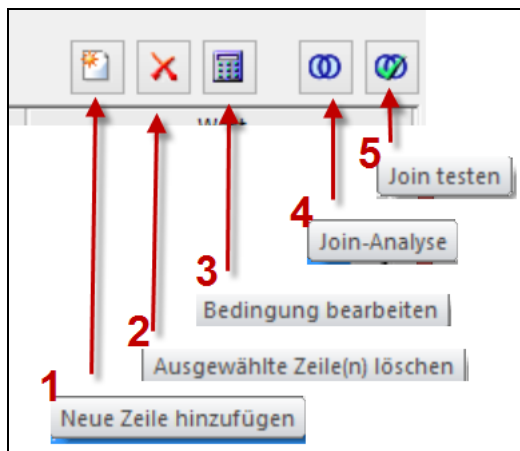 5
Join testen
4
Join-Analyse
3
Bedingung bearbeiten
2
Ausgewählte Zeile(n) löschen
1
Neue Zeile hinzufügen